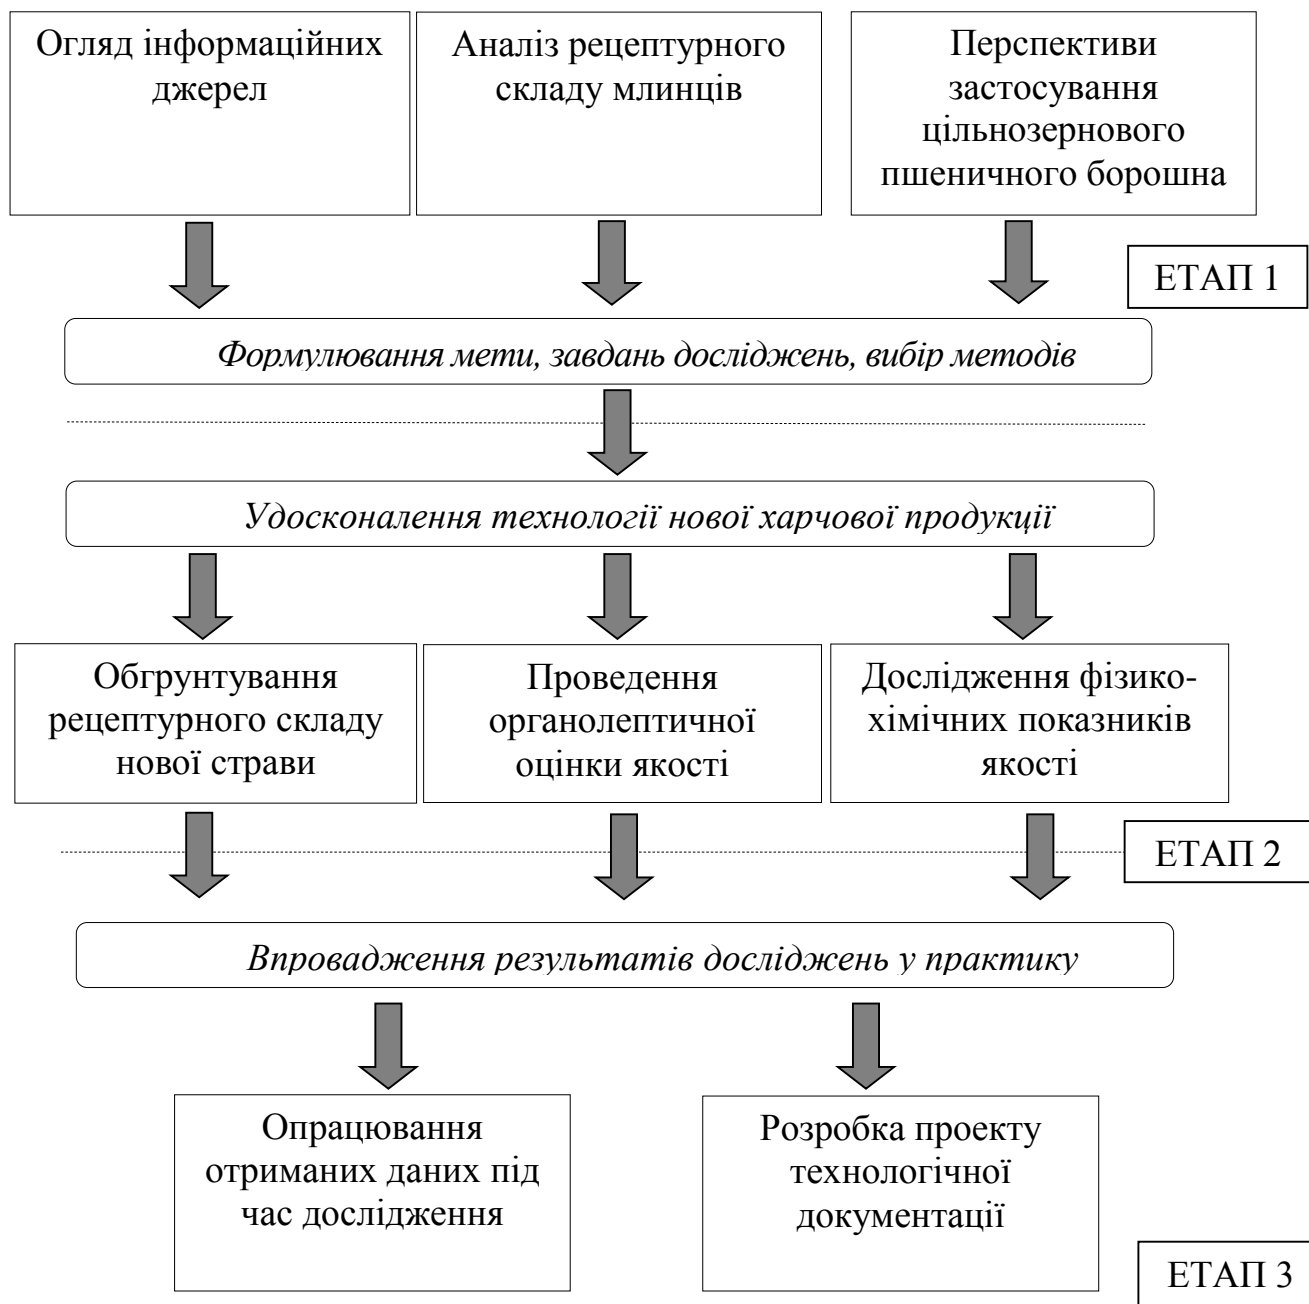 Огляд інформаційних
джерел
Аналіз рецептурного
складу млинців
Перспективи
застосування
цільнозернового
пшеничного борошна
ЕТАП 1
Формулювання мети, завдань досліджень, вибір методів
Удосконалення технології нової харчової продукції
Обгрунтування
рецептурного складу
нової страви
Проведення
органолептичної
оцінки якості
Дослідження фізико-
хімічних показників
якості
ЕТАП 2
Впровадження результатів досліджень у практику
Опрацювання
отриманих даних під
час дослідження
Розробка проекту
технологічної
документації
ЕТАП 3